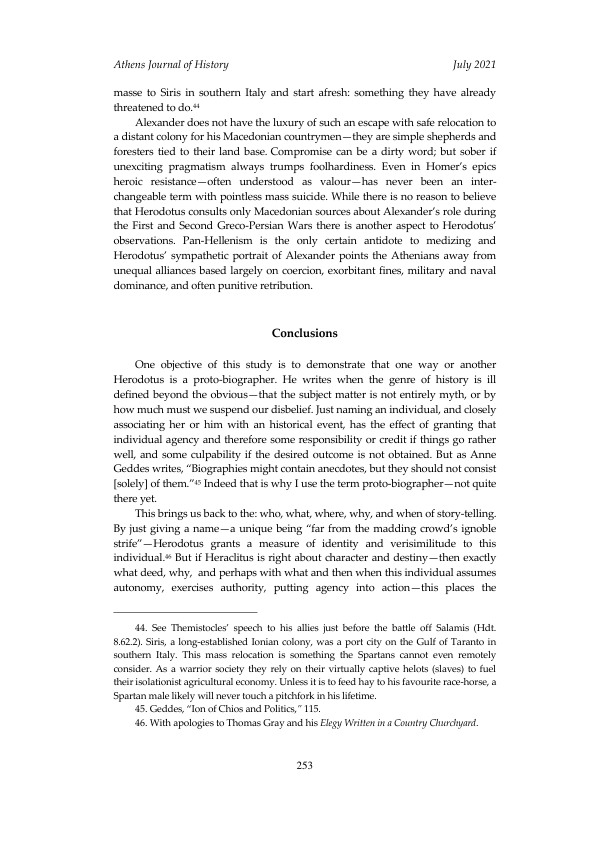 Athens Journal of History July 2021
masse to Siris in southern Italy and start afresh: something they have already
threatened to do.44
Alexander does not have the luxury of such an escape with safe relocation to
a distant colony for his Macedonian countrymen—they are simple shepherds and
foresters tied to their land base. Compromise can be a dirty word; but sober if
unexciting pragmatism always trumps foolhardiness. Even in Homer’s epics
heroic resistance—often understood as valour—has never been an inter-
changeable term with pointless mass suicide. While there is no reason to believe
that Herodotus consults only Macedonian sources about Alexander’s role during
the First and Second Greco-Persian Wars there is another aspect to Herodotus’
observations. Pan-Hellenism is the only certain antidote to medizing and
Herodotus’ sympathetic portrait of Alexander points the Athenians away from
unequal alliances based largely on coercion, exorbitant fines, military and naval
dominance, and often punitive retribution.
Conclusions
One objective of this study is to demonstrate that one way or another
Herodotus is a proto-biographer. He writes when the genre of history is ill
defined beyond the obvious—that the subject matter is not entirely myth, or by
how much must we suspend our disbelief. Just naming an individual, and closely
associating her or him with an historical event, has the effect of granting that
individual agency and therefore some responsibility or credit if things go rather
well, and some culpability if the desired outcome is not obtained. But as Anne
Geddes writes, “Biographies might contain anecdotes, but they should not consist
[solely] of them.”45 Indeed that is why I use the term proto-biographer—not quite
there yet.
This brings us back to the: who, what, where, why, and when of story-telling.
By just giving a name—a unique being “far from the madding crowd’s ignoble
strife”—Herodotus grants a measure of identity and verisimilitude to this
individual.46 But if Heraclitus is right about character and destiny—then exactly
what deed, why, and perhaps with what and then when this individual assumes
autonomy, exercises authority, putting agency into action—this places the
44. See Themistocles’ speech to his allies just before the battle off Salamis (Hdt.
8.62.2). Siris, a long-established Ionian colony, was a port city on the Gulf of Taranto in
southern Italy. This mass relocation is something the Spartans cannot even remotely
consider. As a warrior society they rely on their virtually captive helots (slaves) to fuel
their isolationist agricultural economy. Unless it is to feed hay to his favourite race-horse, a
Spartan male likely will never touch a pitchfork in his lifetime.
45. Geddes, “Ion of Chios and Politics,” 115.
46. With apologies to Thomas Gray and his Elegy Written in a Country Churchyard.
253